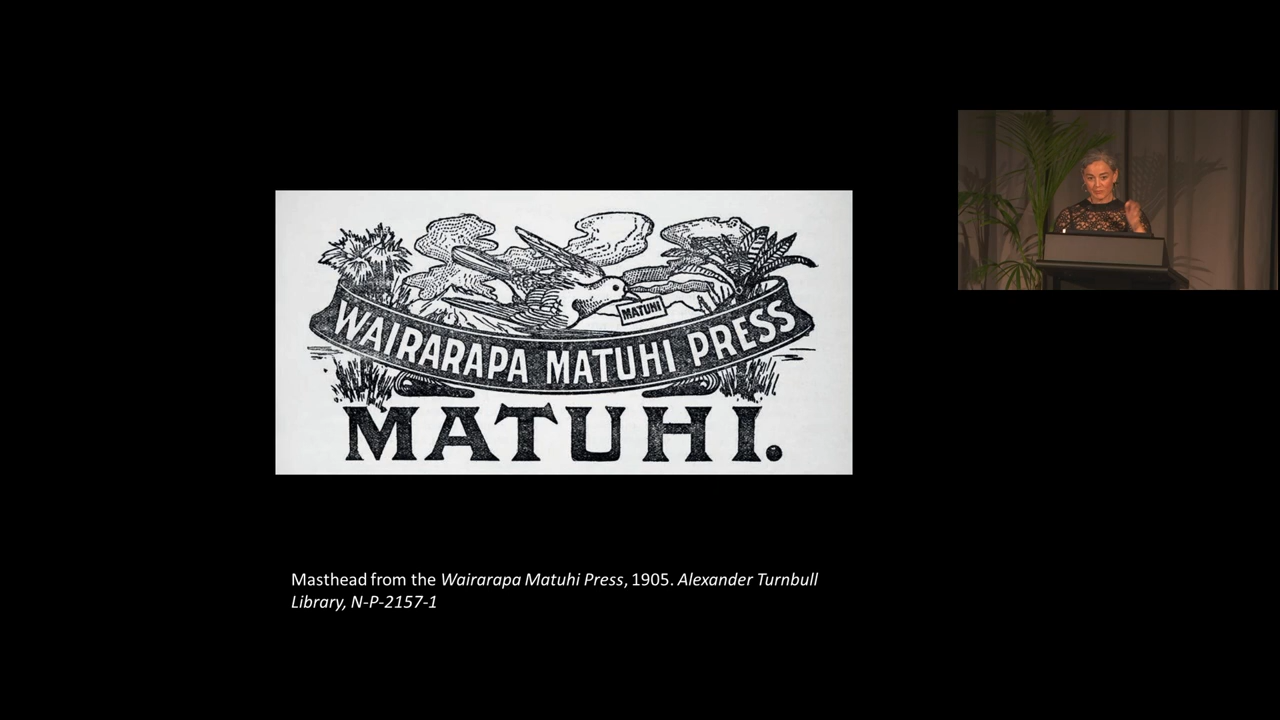 MATUHI
WAIRARAPA MATUHI PRESS
MATUHI.
Masthead from the Wairarapa Matuhi Press, 1905. Alexander Turnbull
Library, N-P-2157-1